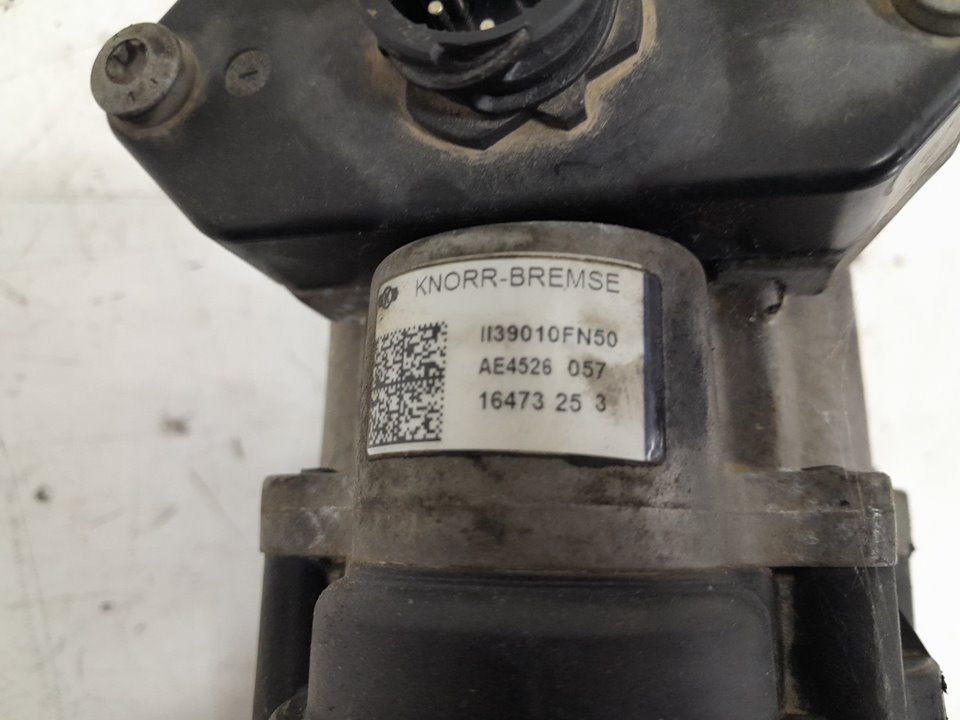 KNORR-BREMSE
II39010FN50
AE4526 057
16473 25 3